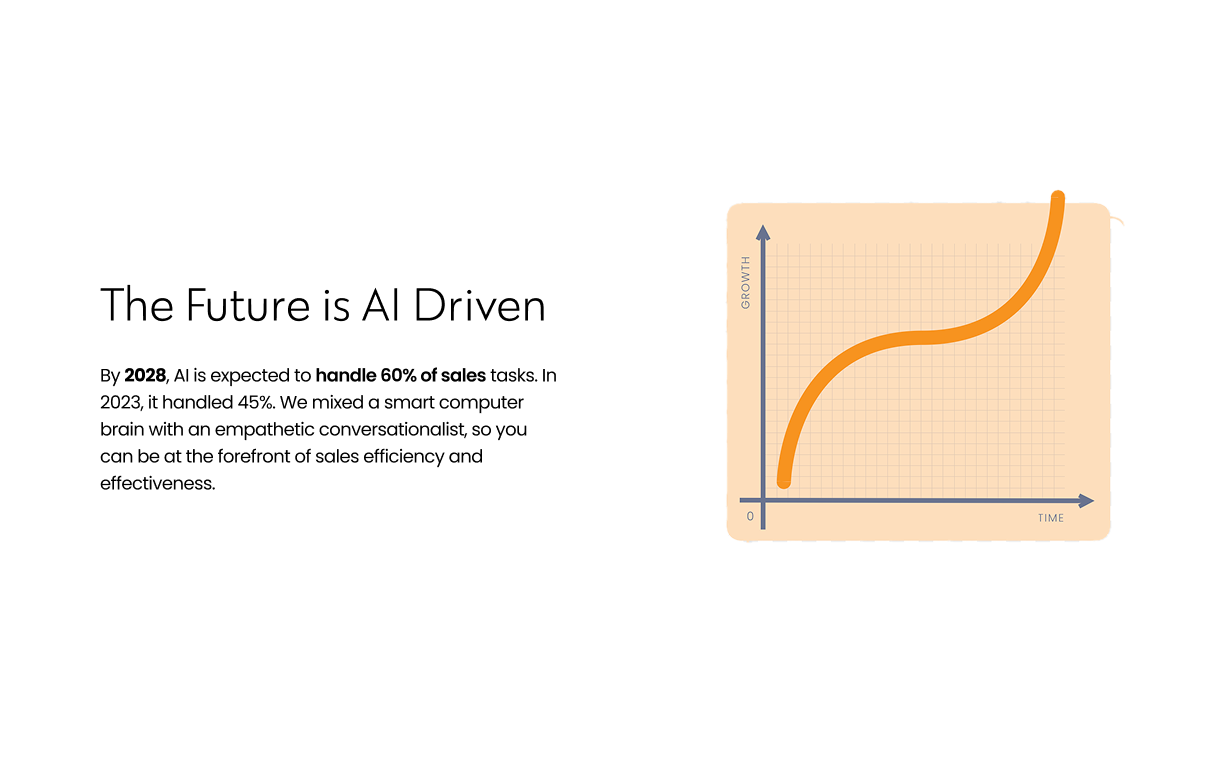 The Future is AI Driven
By 2028, AI is expected to handle 60% of sales tasks. In
2023, it handled 45%. We mixed a smart computer
brain with an empathetic conversationalist, so you
can be at the forefront of sales efficiency and
effectiveness.
GROWTH
0
TIME